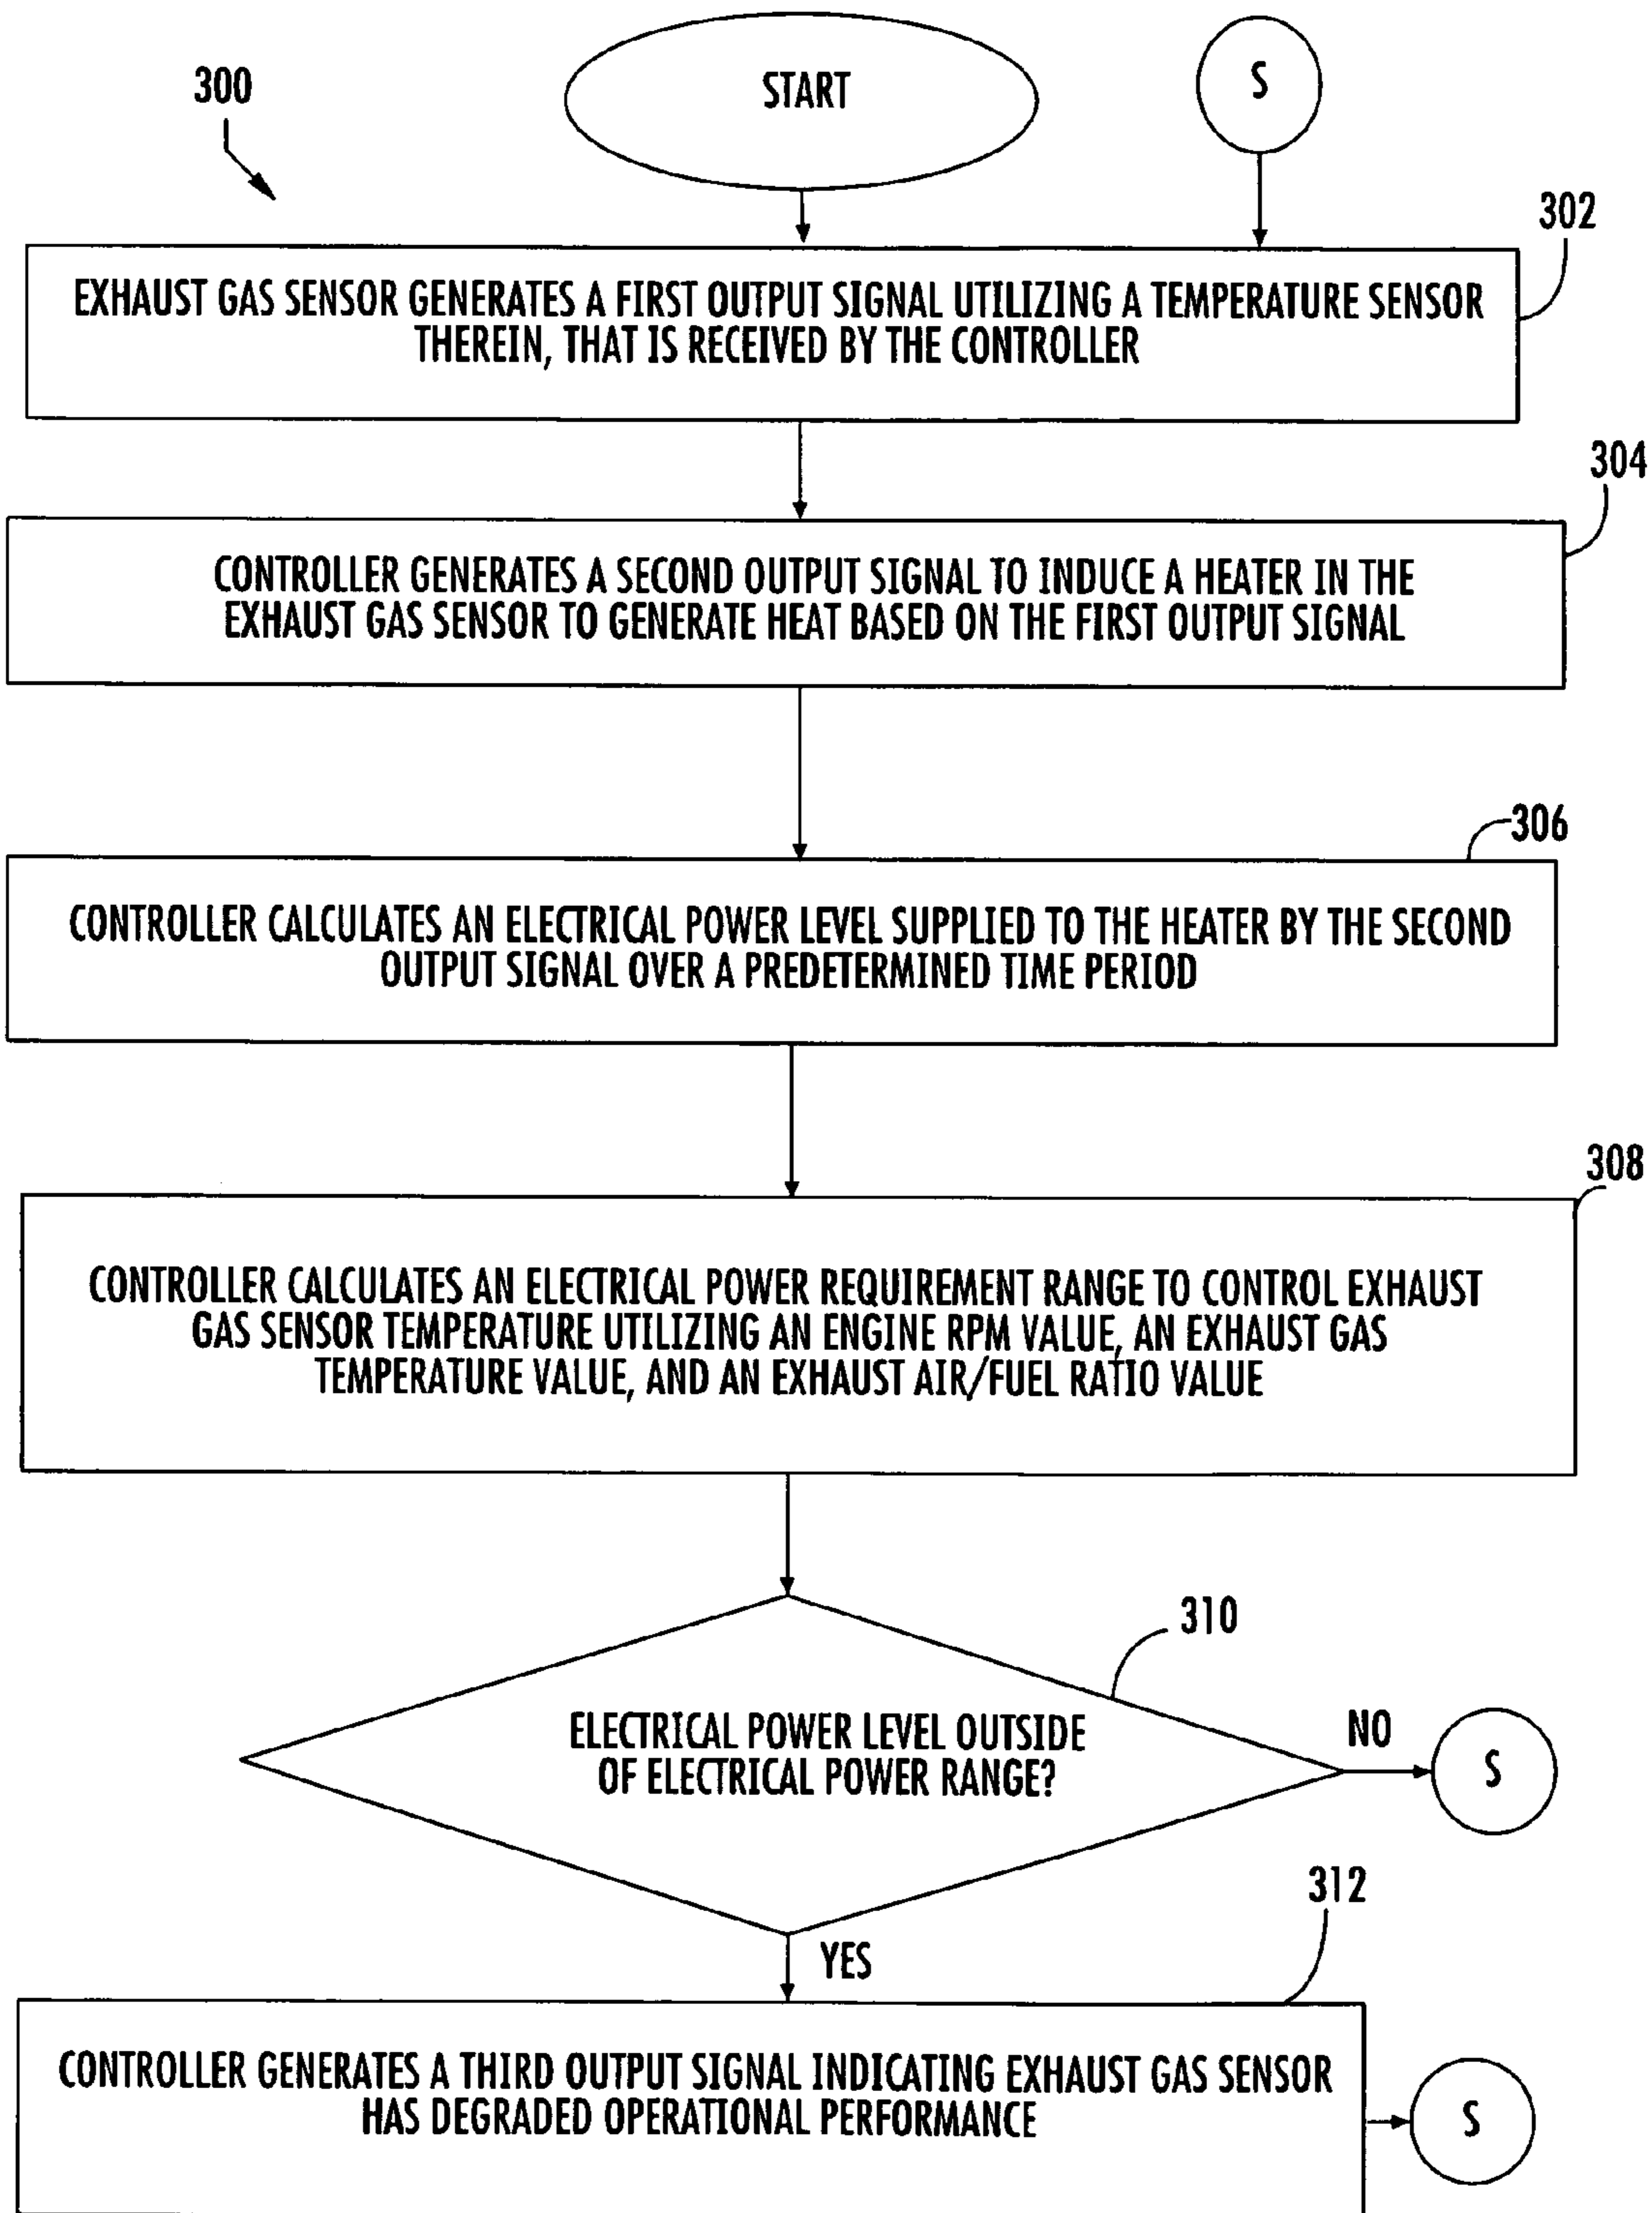 START
S
300
302
EXHAUST GAS SENSOR GENERATES A FIRST OUTPUT SIGNAL UTILIZING A TEMPERATURE SENSOR
THEREIN, THAT IS RECEIVED BY THE CONTROLLER
304
CONTROLLER GENERATES A SECOND OUTPUT SIGNAL TO INDUCE A HEATER IN THE
EXHAUST GAS SENSOR TO GENERATE HEAT BASED ON THE FIRST OUTPUT SIGNAL
306
CONTROLLER CALCULATES AN ELECTRICAL POWER LEVEL SUPPLIED TO THE HEATER BY THE SECOND
OUTPUT SIGNAL OVER A PREDETERMINED TIME PERIOD
308
CONTROLLER CALCULATES AN ELECTRICAL POWER REQUIREMENT RANGE TO CONTROL EXHAUST
GAS SENSOR TEMPERATURE UTILIZING AN ENGINE RPM VALUE, AN EXHAUST GAS
TEMPERATURE VALUE, AND AN EXHAUST AIR/FUEL RATIO VALUE
310
ELECTRICAL POWER LEVEL OUTSIDE
OF ELECTRICAL POWER RANGE?
NO
S
YES
312
CONTROLLER GENERATES A THIRD OUTPUT SIGNAL INDICATING EXHAUST GAS SENSOR
HAS DEGRADED OPERATIONAL PERFORMANCE
S